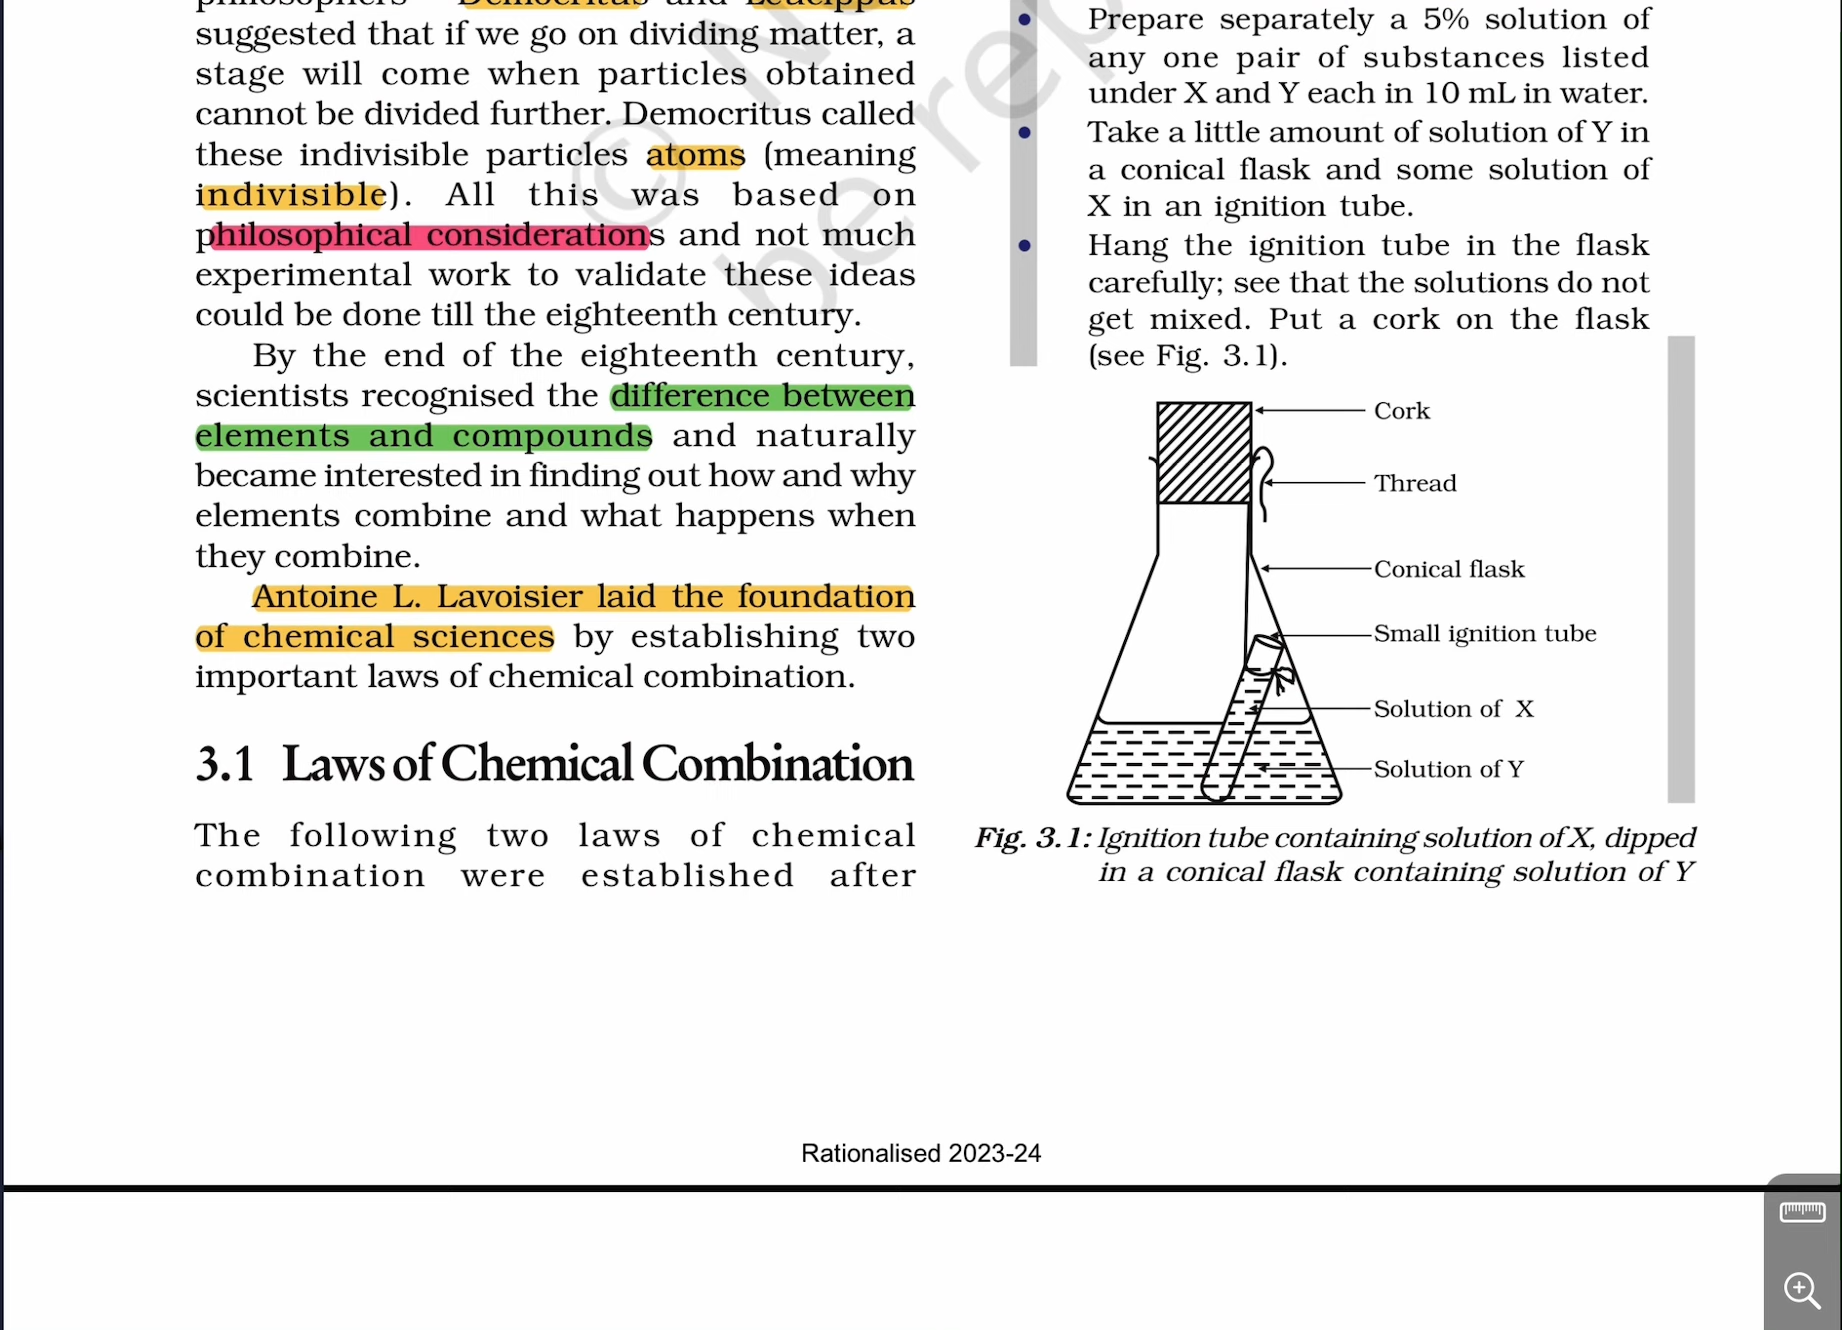 philosophers – Democritus and Leucippus
suggested that if we go on dividing matter, a
stage will come when particles obtained
cannot be divided further. Democritus called
these indivisible particles atoms (meaning
indivisible). All this was based on
philosophical considerations and not much
experimental work to validate these ideas
could be done till the eighteenth century.
By the end of the eighteenth century,
scientists recognised the difference between
elements and compounds and naturally
became interested in finding out how and why
elements combine and what happens when
they combine.
Antoine L. Lavoisier laid the foundation
of chemical sciences by establishing two
important laws of chemical combination.
3.1 Laws of Chemical Combination
The following two laws of chemical
combination were established after
• Prepare separately a 5% solution of
any one pair of substances listed
under X and Y each in 10 mL in water.
• Take a little amount of solution of Y in
a conical flask and some solution of
X in an ignition tube.
• Hang the ignition tube in the flask
carefully; see that the solutions do not
get mixed. Put a cork on the flask
(see Fig. 3.1).
Cork
Thread
Conical flask
Small ignition tube
Solution of X
Solution of Y
Fig. 3.1: Ignition tube containing solution of X, dipped
in a conical flask containing solution of Y
Rationalised 2023-24
©
be rep